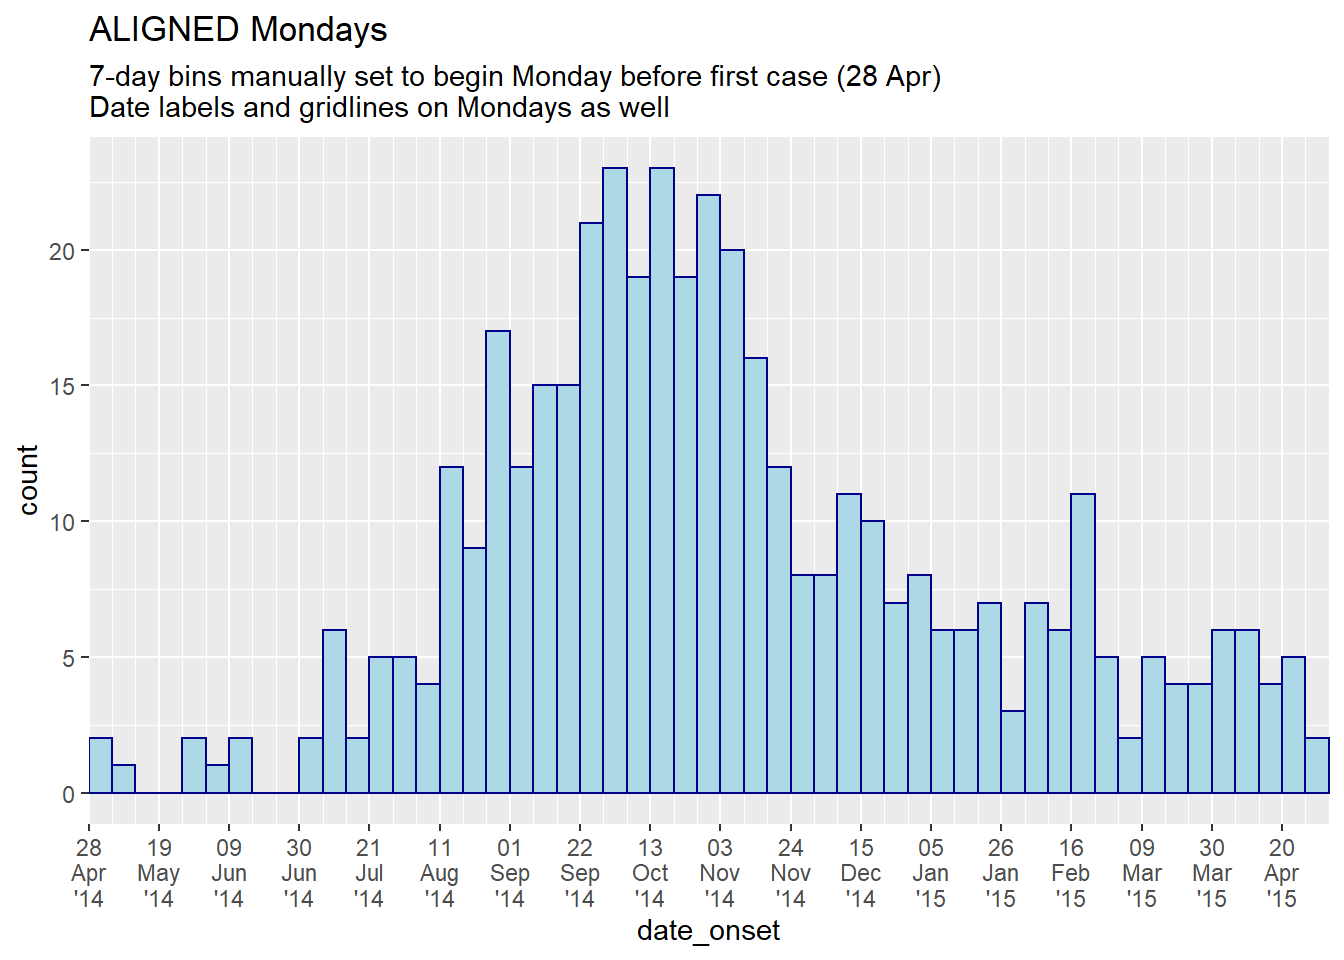 ALIGNED Mondays
7-day bins manually set to begin Monday before first case (28 Apr)
Date labels and gridlines on Mondays as well
count
20
15
10
5
0
28 19 09 30 21 11 01 22 13 03 24 15 05 26 16 09 30 20
Apr May Jun Jun Jul Aug Sep Sep Oct Nov Nov Dec Jan Jan Feb Mar Mar Apr
'14 '14 '14 '14 '14 '14 '14 '14 '14 '14 '14 '14 '15 '15 '15 '15 '15 '15
date_onset